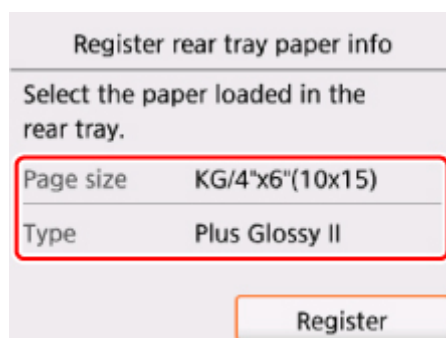 Register rear tray paper info
Select the paper loaded in the
rear tray.
Page size KG/4"x6"(10x15)
Type Plus Glossy II
Register